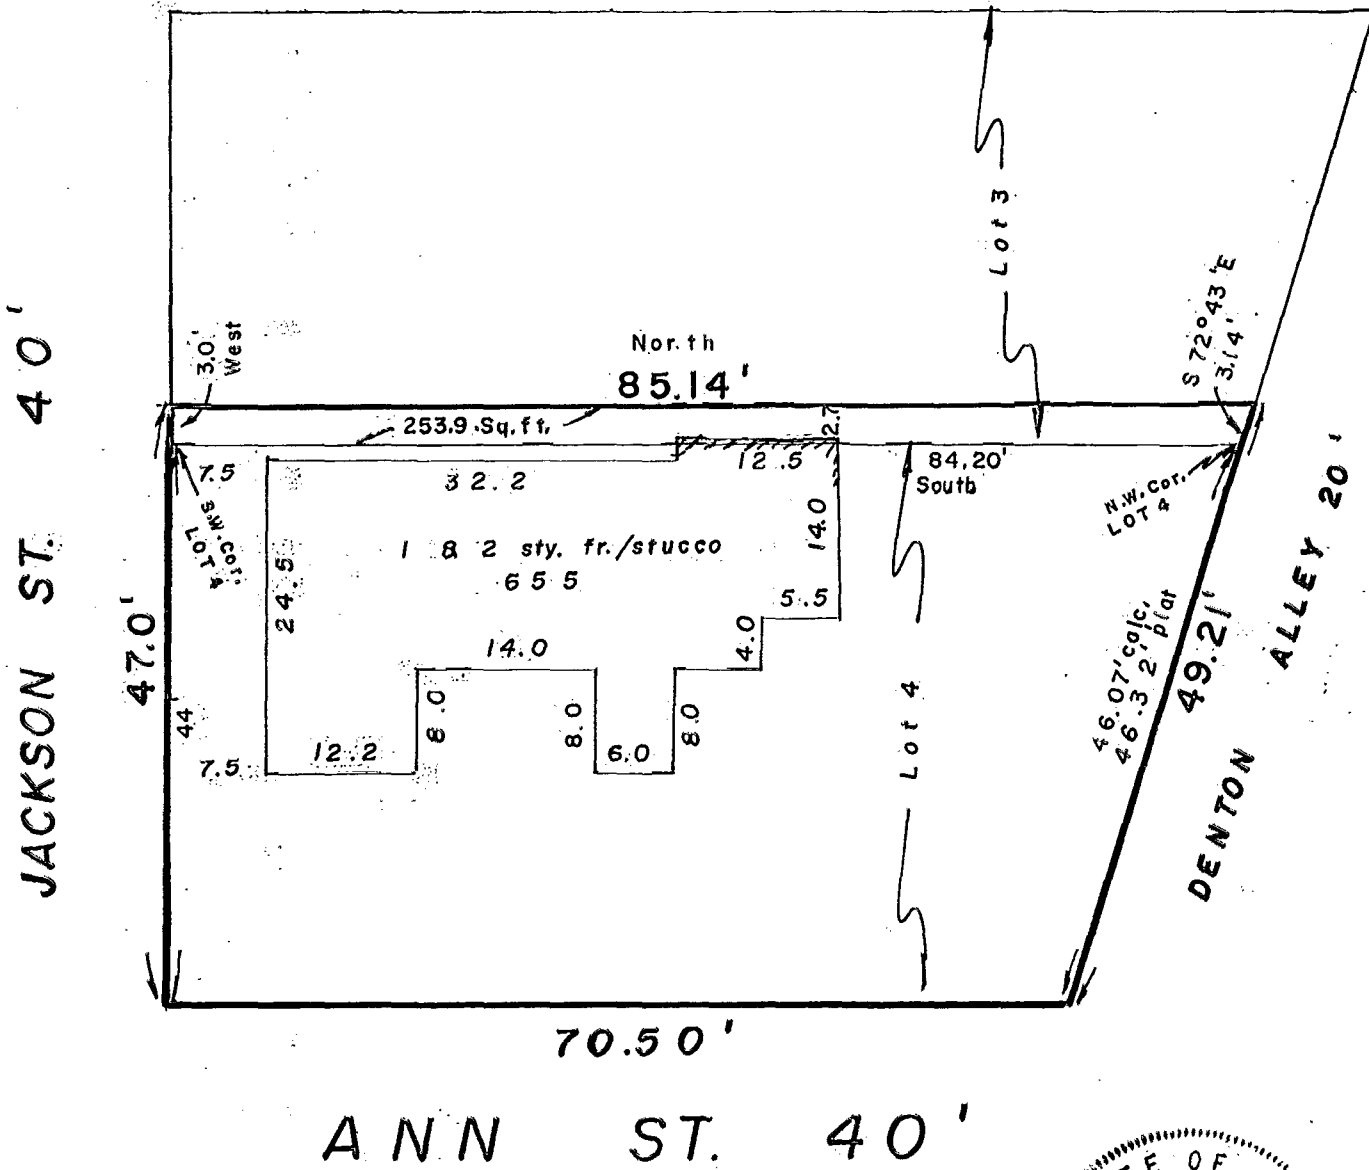 Lot 3
S 72° 43' E
3.14'
3.0'
West
North
85.14'
253.9 Sq. ft.
2.7
7.5
32.2
12.5
84.20'
South
S.W. Cor.
LOT 4
N.W. Cor.
LOT 4
1 & 2 sty. fr./stucco
655
24.5
14.0
5.5
4.0
14.0
8.0
8.0
8.0
12.2
6.0
7.5
44
47.0'
Lot 4
46.07' calc.
46.32' plat
49.21'
JACKSON ST. 40'
DENTON ALLEY 20'
70.50'
ANN ST. 40'
E OF